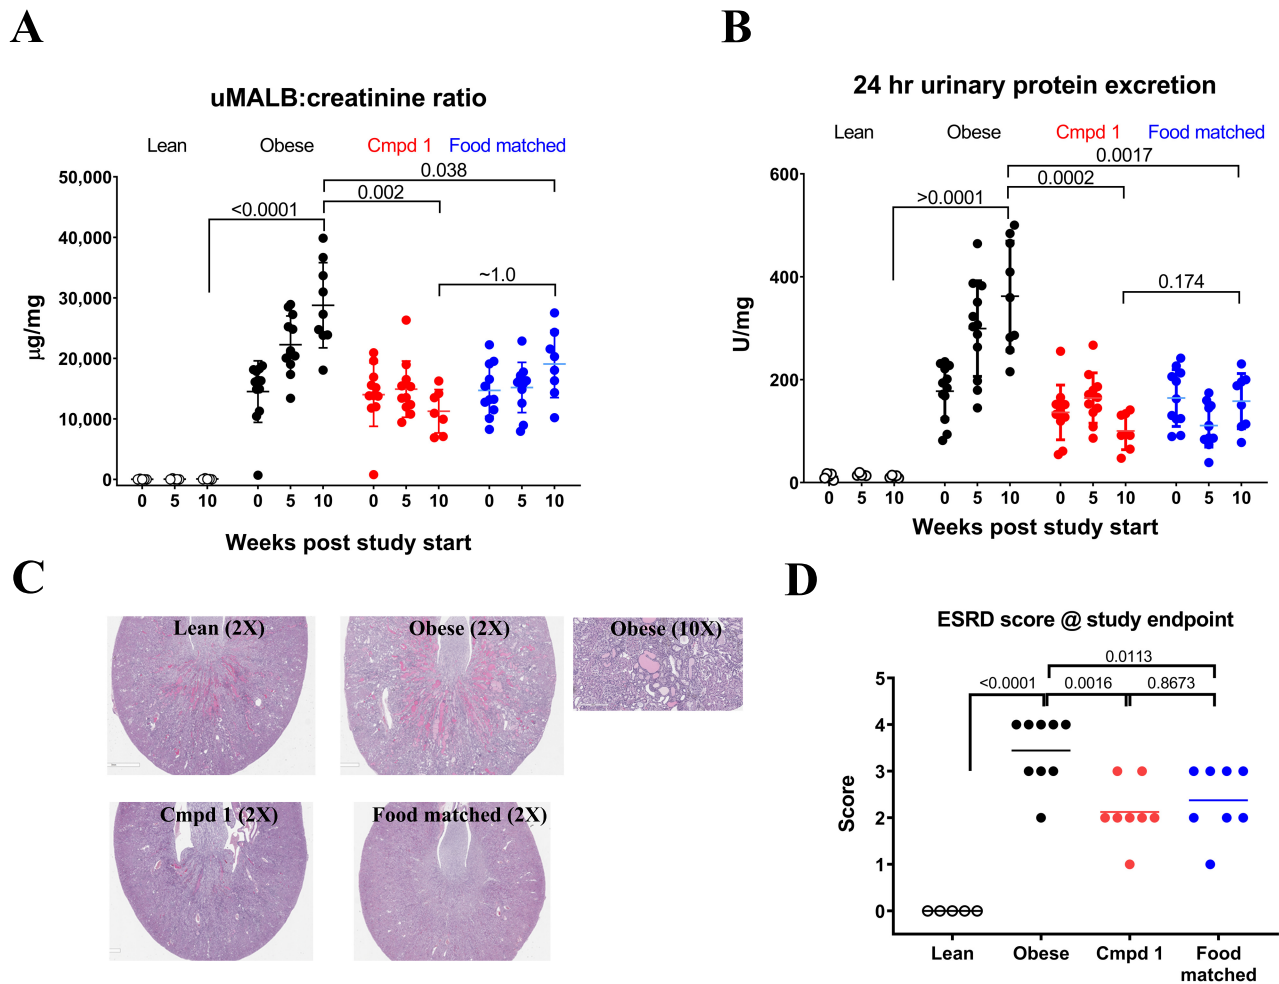 A
uMALB:creatinine ratio
Lean Obese Cmpd 1 Food matched
0.038
0.002
<0.0001
~1.0
50,000
40,000
30,000
20,000
10,000
0
µg/mg
0 5 10 0 5 10 0 5 10 0 5 10
Weeks post study start
B
24 hr urinary protein excretion
Lean Obese Cmpd 1 Food matched
0.0017
0.0002
>0.0001
0.174
600
400
200
0
U/mg
0 5 10 0 5 10 0 5 10 0 5 10
Weeks post study start
C
Lean (2X)
Obese (2X)
Obese (10X)
Cmpd 1 (2X)
Food matched (2X)
D
ESRD score @ study endpoint
0.0113
<0.0001 0.0016 0.8673
5
4
3
2
1
0
Score
Lean Obese Cmpd 1 Food
matched